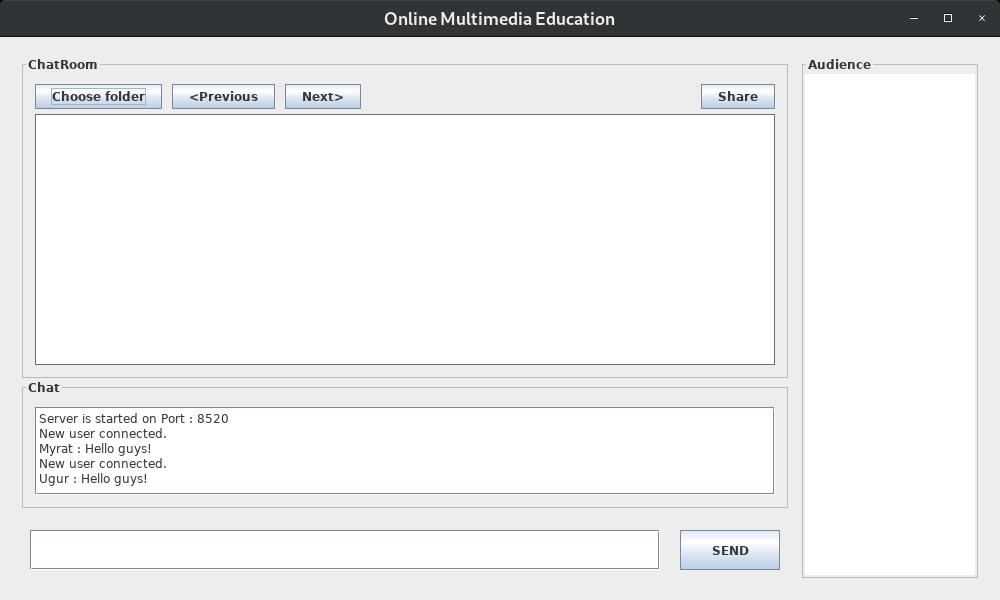 Online Multimedia Education
ChatRoom
Choose folder
<Previous
Next>
Share
Audience
Chat
Server is started on Port : 8520
New user connected.
Myrat : Hello guys!
New user connected.
Ugur : Hello guys!
SEND